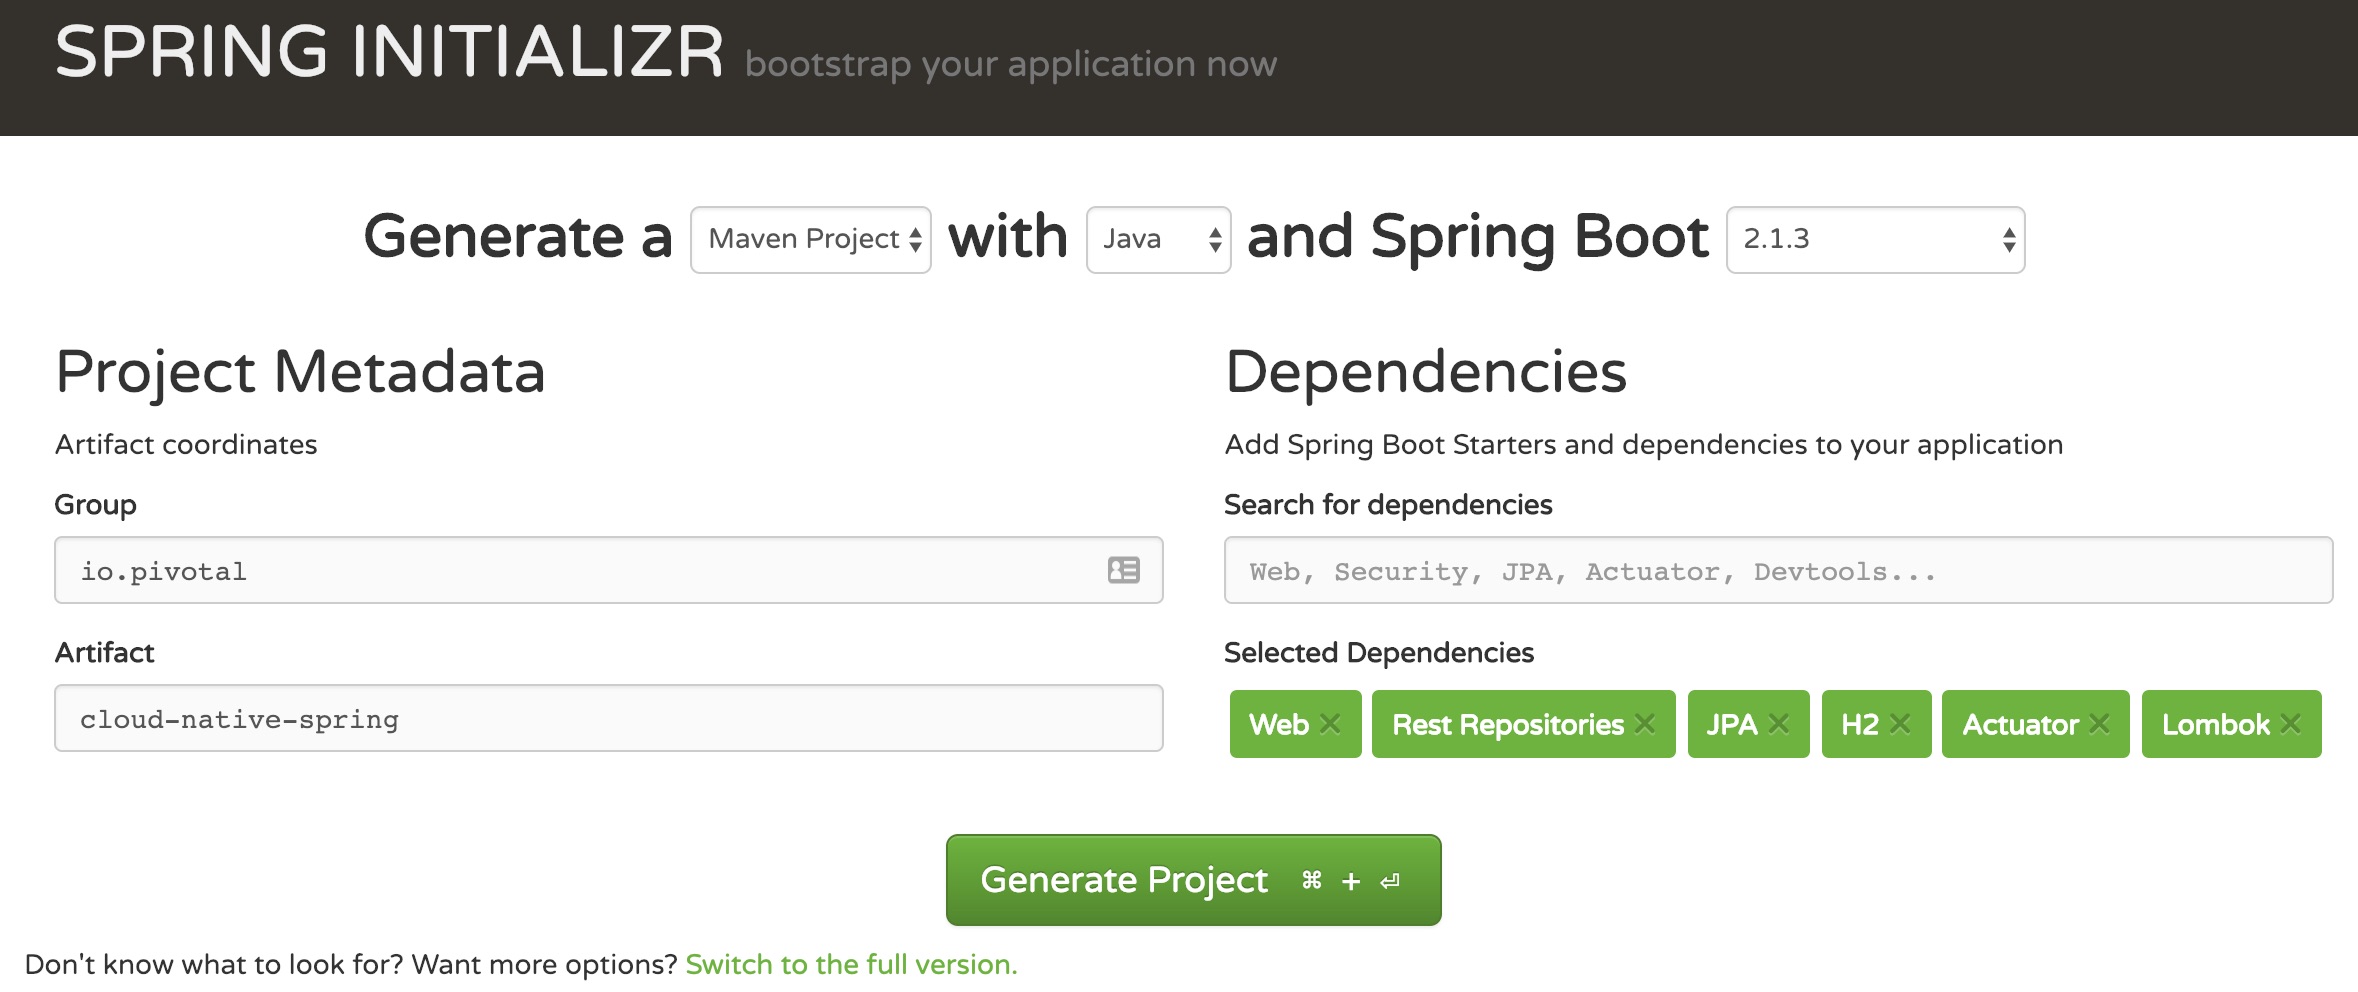 SPRING INITIALIZR bootstrap your application now
Generate a Maven Project with Java and Spring Boot 2.1.3
Project Metadata
Artifact coordinates
Group
io.pivotal
Artifact
cloud-native-spring
Dependencies
Add Spring Boot Starters and dependencies to your application
Search for dependencies
Web, Security, JPA, Actuator, Devtools...
Selected Dependencies
Web × Rest Repositories × JPA × H2 × Actuator × Lombok ×
Generate Project ⌘ + ⏎
Don't know what to look for? Want more options? Switch to the full version.